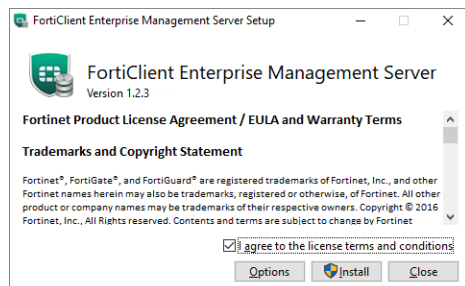 FortiClient Enterprise Management Server Setup
FortiClient Enterprise Management Server
Version 1.2.3
Fortinet Product License Agreement / EULA and Warranty Terms
Trademarks and Copyright Statement
Fortinet®, FortiGate®, and FortiGuard® are registered trademarks of Fortinet, Inc., and other
Fortinet names herein may also be trademarks, registered or otherwise, of Fortinet. All other
product or company names may be trademarks of their respective owners. Copyright © 2016
Fortinet, Inc., All Rights reserved. Contents and terms are subject to change by Fortinet
I agree to the license terms and conditions
Options Install Close